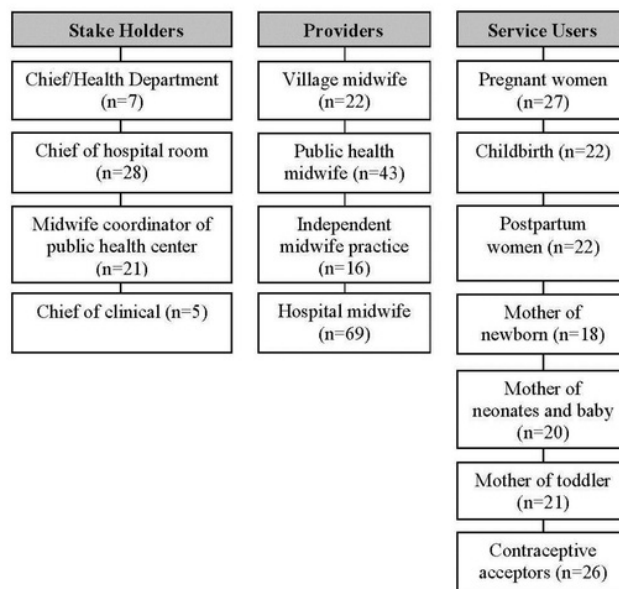 Stake Holders
Chief/Health Department
(n=7)
Chief of hospital room
(n=28)
Midwife coordinator of
public health center
(n=21)
Chief of clinical (n=5)
Providers
Village midwife
(n=22)
Public health
midwife (n=43)
Independent
midwife practice
(n=16)
Hospital midwife
(n=69)
Service Users
Pregnant women
(n=27)
Childbirth (n=22)
Postpartum
women (n=22)
Mother of
newborn (n=18)
Mother of
neonates and baby
(n=20)
Mother of toddler
(n=21)
Contraceptive
acceptors (n=26)